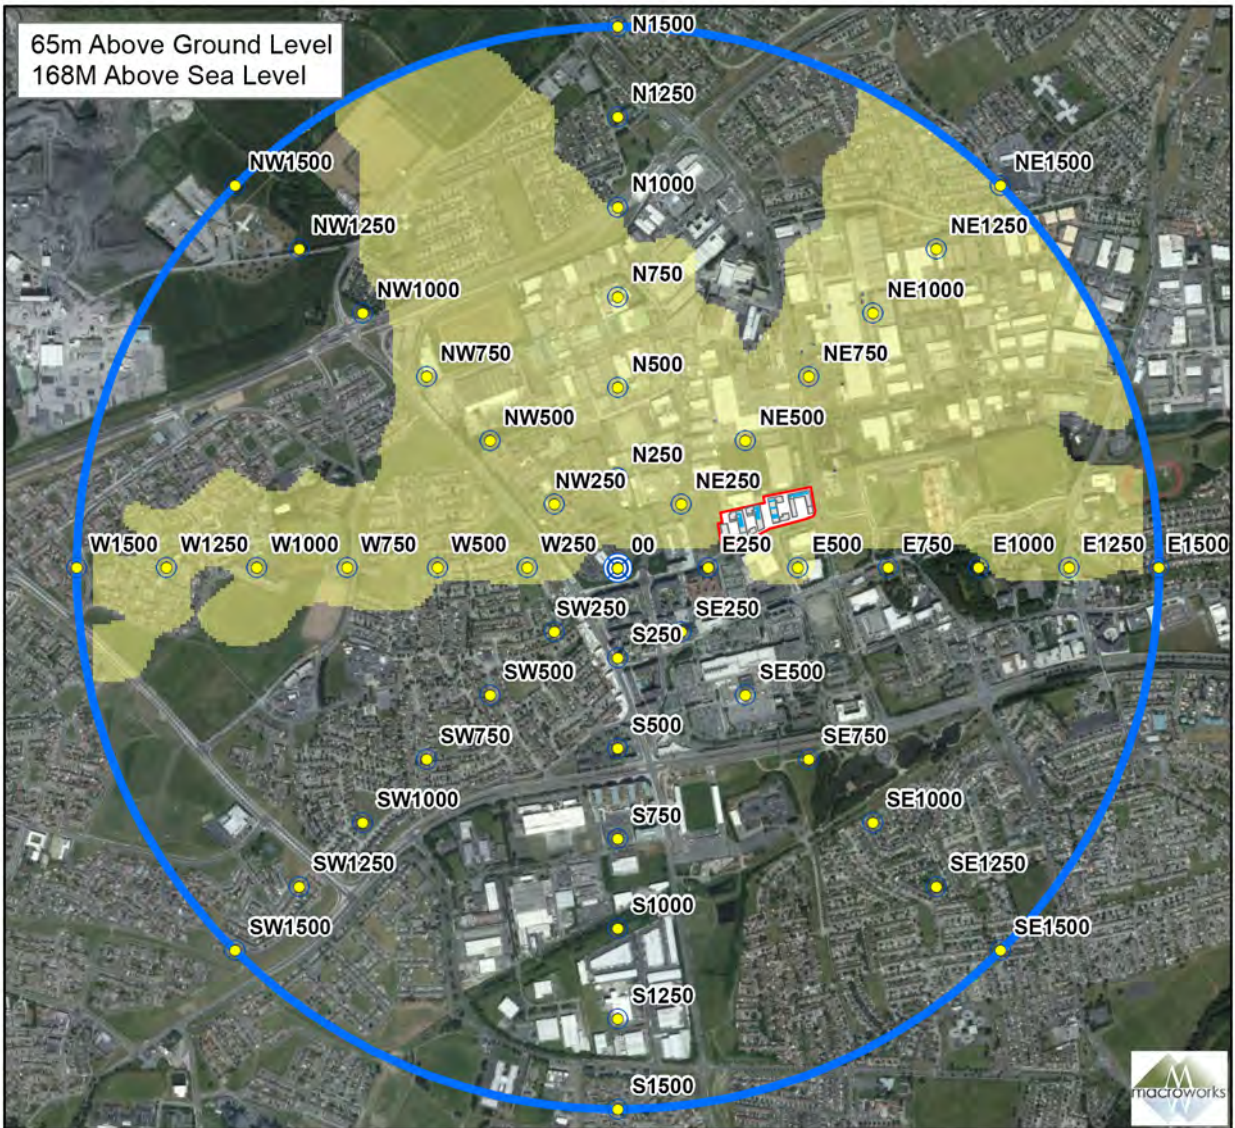 65m Above Ground Level
168M Above Sea Level
N1500
N1250
NW1500
NE1500
N1000
NW1250
NE1250
N750
NW1000
NE1000
NW750
N500
NE750
NW500
NE500
N250
NW250
NE250
W1500 W1250 W1000 W750 W500 W250 00 E250 E500 E750 E1000 E1250 E1500
SW250
S250
SE250
SW500
SE500
S500
SW750
SE750
SW1000
S750
SE1000
SW1250
SE1250
S1000
SW1500
SE1500
S1250
S1500
macroworks